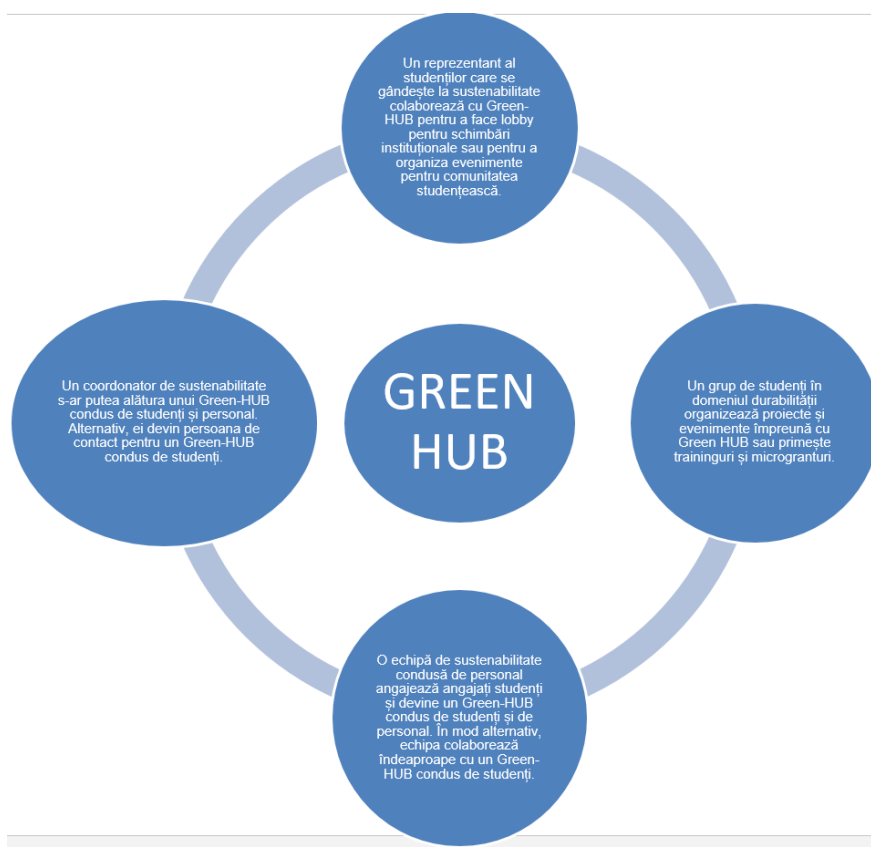 Un reprezentant al
studenților care se
gândește la sustenabilitate
colaborează cu Green-
HUB pentru a face lobby
pentru schimbări
instituționale sau pentru a
organiza evenimente
pentru comunitatea
studențească.
Un coordonator de sustenabilitate
s-ar putea alătura unui Green-HUB
condus de studenți și personal.
Alternativ, ei devin persoana de
contact pentru un Green-HUB
condus de studenți.
GREEN
HUB
Un grup de studenți în
domeniul durabilității
organizează proiecte și
evenimente împreună cu
Green HUB sau primește
traininguri și microgranturi.
O echipă de sustenabilitate
condusă de personal
angajează angajați studenți
și devine un Green-HUB
condus de studenți și de
personal. În mod alternativ,
echipa colaborează
îndeaproape cu un Green-
HUB condus de studenți.